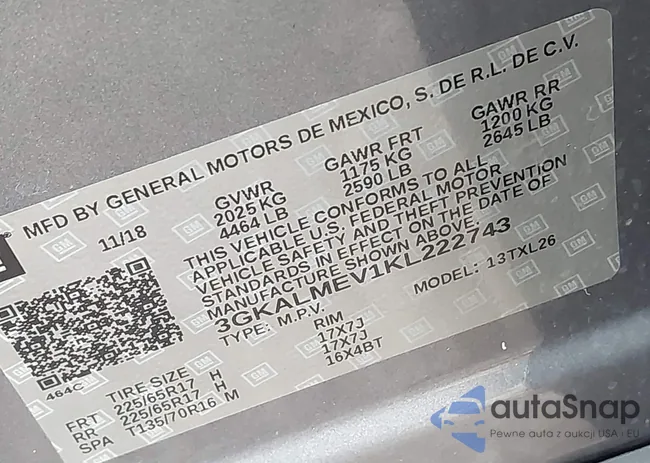 MFD BY GENERAL MOTORS DE MEXICO, S. DE R.L. DE C.V.
11/18
GVWR GAWR FRT GAWR RR
2025 KG 1175 KG 1200 KG
4464 LB 2590 LB 2645 LB
THIS VEHICLE CONFORMS TO ALL
APPLICABLE U.S. FEDERAL MOTOR
VEHICLE SAFETY AND THEFT PREVENTION
STANDARDS IN EFFECT ON THE DATE OF
MANUFACTURE SHOWN ABOVE.
3GKALMEV1KL222743
TYPE: M.P.V. MODEL: 13TXL26
464C
TIRE SIZE RIM
FRT 225/65R17 H 17X7J
RR 225/65R17 H 17X7J
SPA T135/70R16 M 16X4BT
autaSnap
Pewne auta z aukcji USA i EU